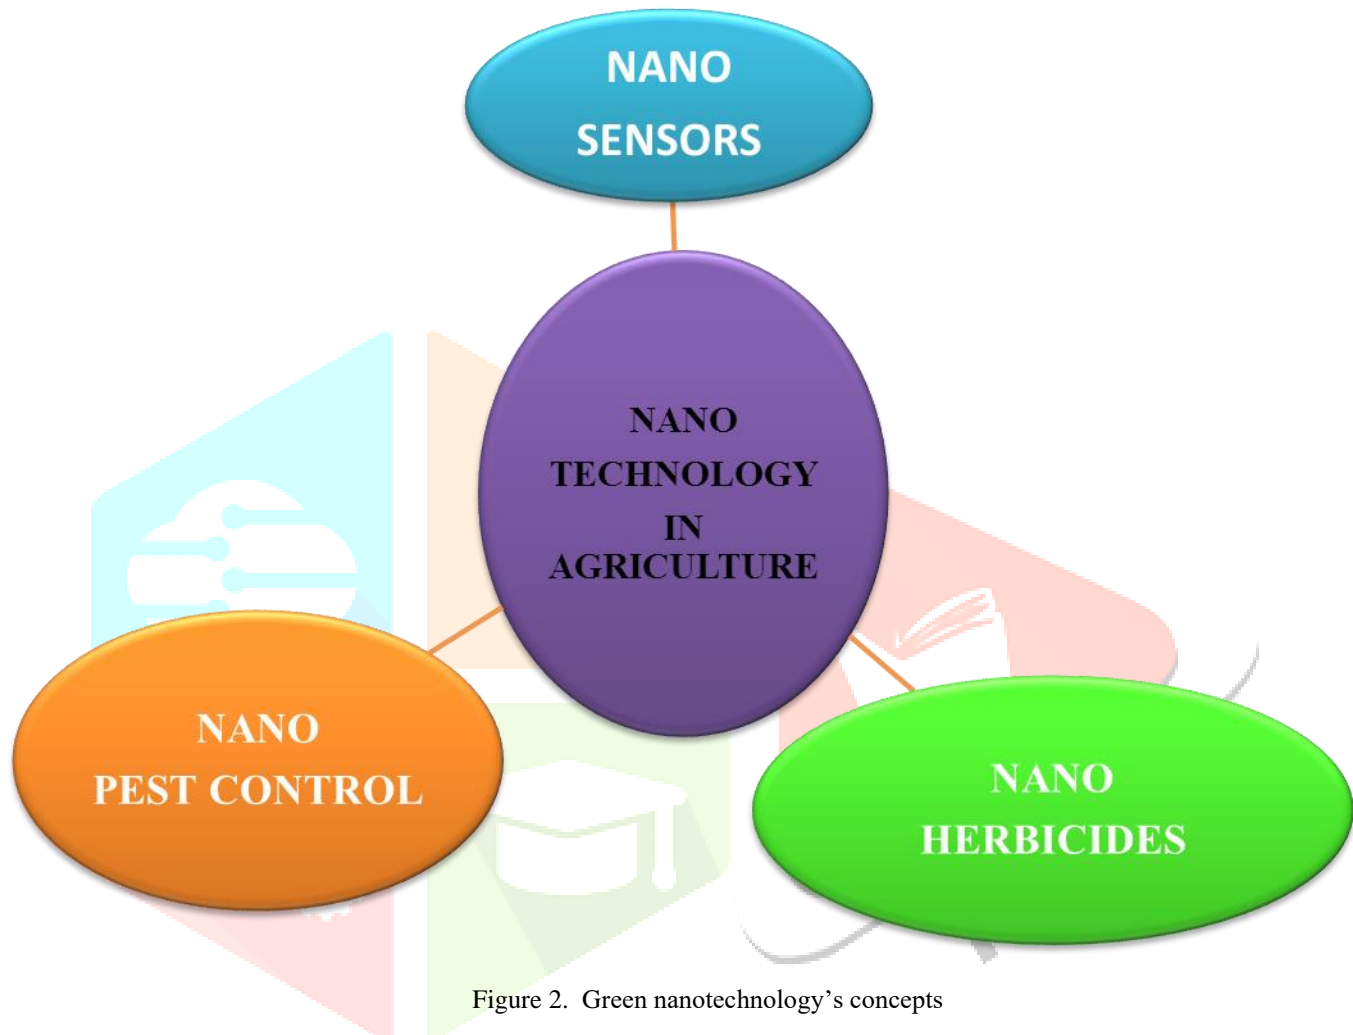 NANO
SENSORS
NANO
TECHNOLOGY
IN
AGRICULTURE
NANO
PEST CONTROL
NANO
HERBICIDES
Figure 2.  Green nanotechnology’s concepts